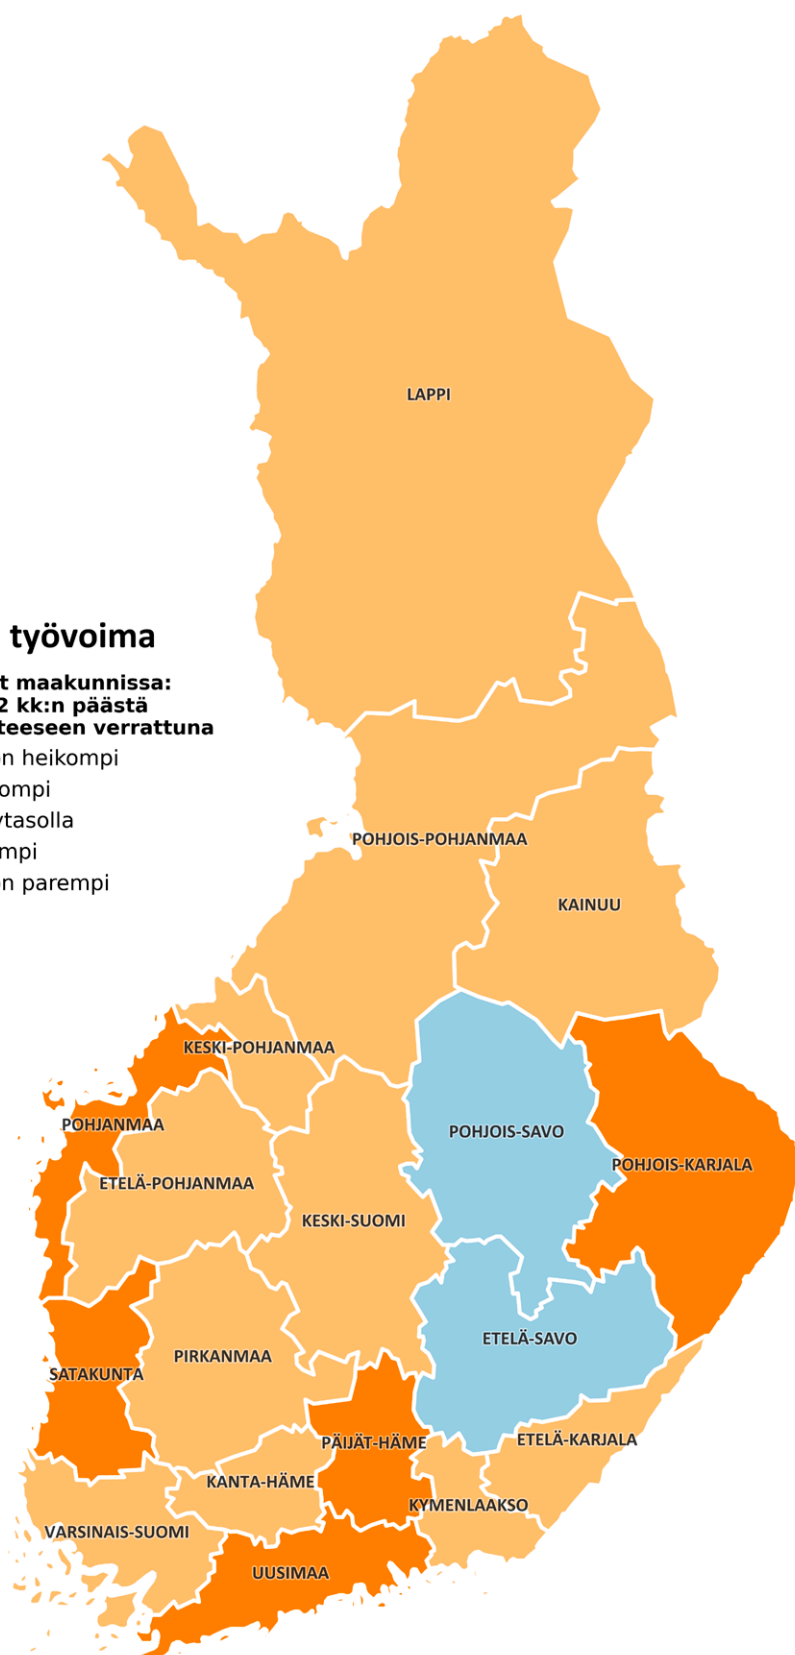 LAPPI
työvoima
t maakunnissa:
2 kk:n päästä
teeseen verrattuna
n heikompi
ompi
ytasolla
mpi
n parempi
POHJOIS-POHJANMAA
KAINUU
KESKI-POHJANMAA
POHJANMAA
POHJOIS-SAVO
POHJOIS-KARJALA
ETELÄ-POHJANMAA
KESKI-SUOMI
ETELÄ-SAVO
PIRKANMAA
SATAKUNTA
PÄIJÄT-HÄME
ETELÄ-KARJALA
KANTA-HÄME
KYMENLAAKSO
VARSINAIS-SUOMI
UUSIMAA